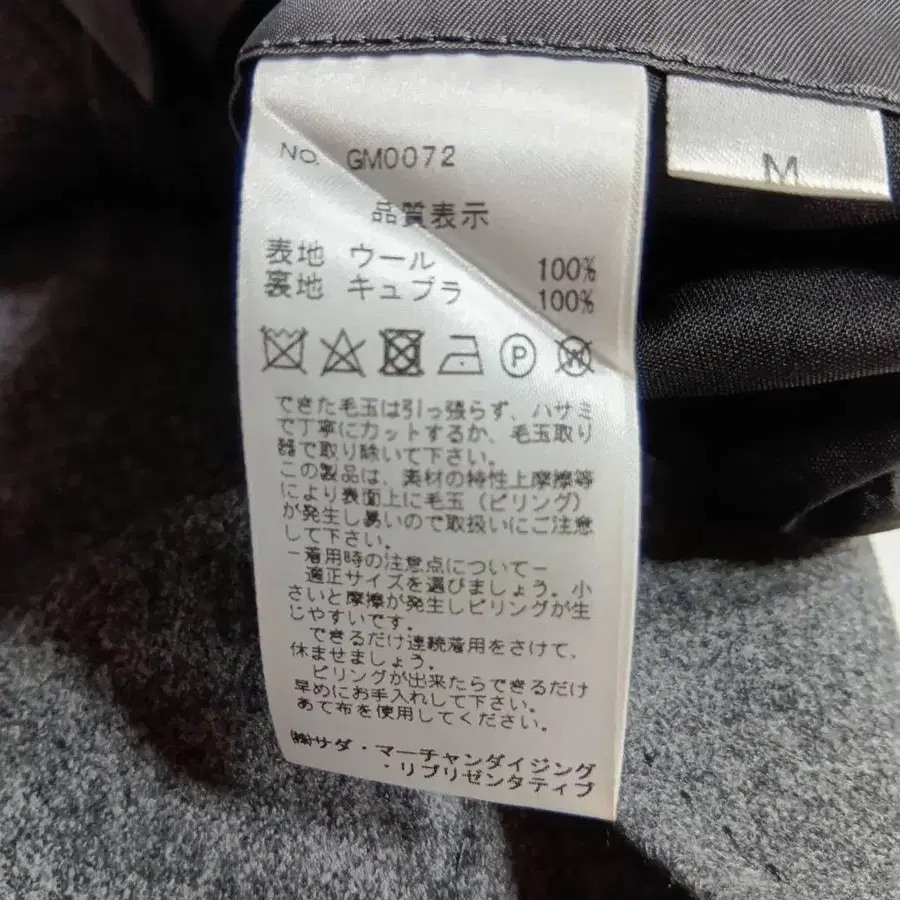 NO. GM0072
M
品質表示
表地 ウール 100%
裏地 キュプラ 100%
P
W
できた毛玉は引っ張らず、ハサミ
で丁寧にカットするか、毛玉取り
器で取り除いて下さい。
この製品は、素材の特性上摩擦等
により表面上に毛玉（ピリング）
が発生し易いので取扱いにご注意
して下さい。
－着用時の注意点について－
適正サイズを選びましょう。小
さいと摩擦が発生しピリングが生
じやすいです。
できるだけ連続着用をさけて、
休ませましょう。
ピリングが出来たらできるだけ
早めにお手入れして下さい。
あて布を使用してください。
㈱サダ・マーチャンダイジング
・リプリゼンタティブ